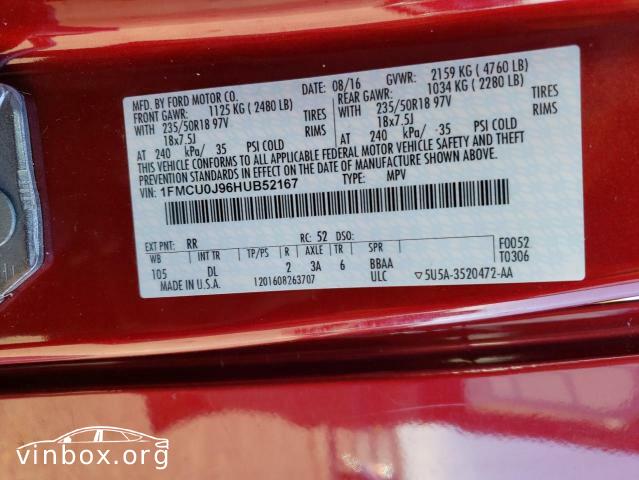 MFD. BY FORD MOTOR CO.
DATE: 08/16 GVWR: 2159 KG (4760 LB)
FRONT GAWR: 1125 KG (2480 LB) REAR GAWR: 1034 KG (2280 LB)
WITH 235/50R18 97V TIRES WITH 235/50R18 97V TIRES
18x7.5J RIMS 18x7.5J RIMS
AT 240 kPa/ 35 PSI COLD AT 240 kPa/ 35 PSI COLD
THIS VEHICLE CONFORMS TO ALL APPLICABLE FEDERAL MOTOR VEHICLE SAFETY AND THEFT
PREVENTION STANDARDS IN EFFECT ON THE DATE OF MANUFACTURE SHOWN ABOVE.
VIN: 1FMCU0J96HUB52167 TYPE: MPV
EXT PNT: RR RC: 52 DSO: F0052
WB INT TR TP/PS R AXLE TR SPR T0306
105 DL 2 3A 6 BBAA
MADE IN U.S.A. 1201608263707 ULC ▽5U5A-3520472-AA
vinbox.org